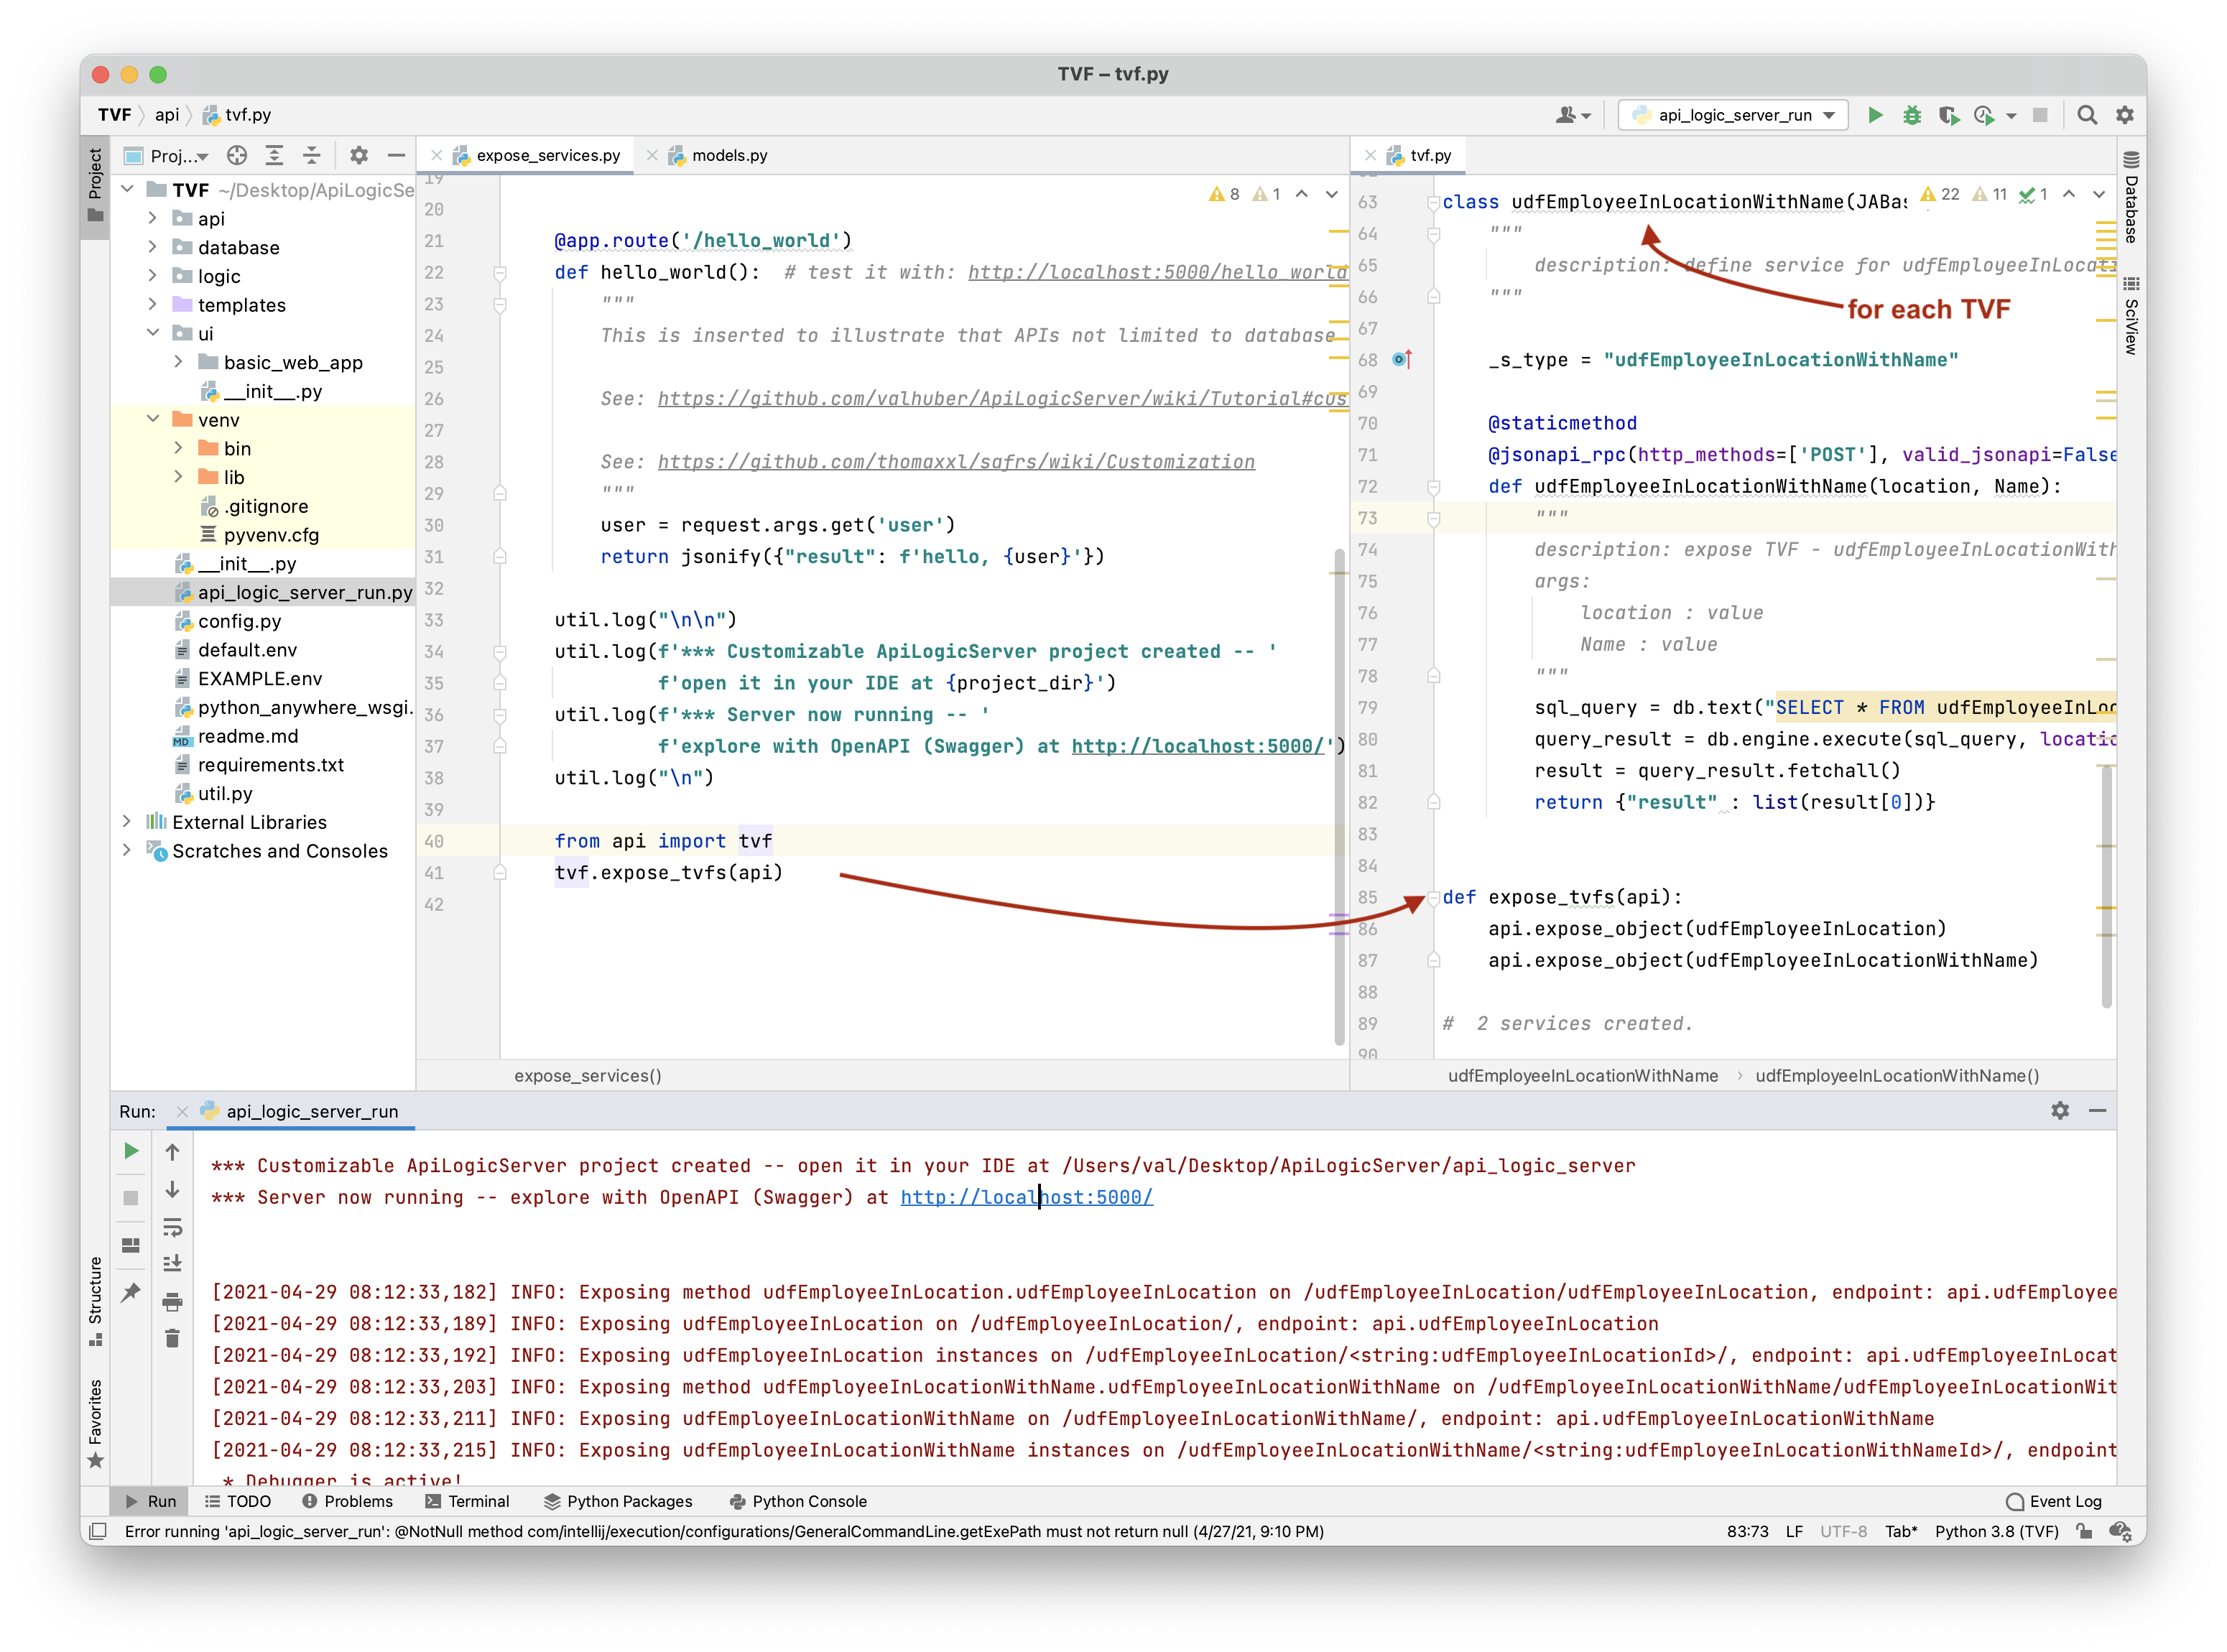 TVF – tvf.py
TVF api tvf.py
api_logic_server_run
Project
Proj...
expose_services.py
models.py
tvf.py
TVF ~/Desktop/ApiLogicSe
api
database
logic
templates
ui
basic_web_app
__init__.py
venv
bin
lib
.gitignore
pyvenv.cfg
__init__.py
api_logic_server_run.py
config.py
default.env
EXAMPLE.env
python_anywhere_wsgi.
readme.md
requirements.txt
util.py
External Libraries
Scratches and Consoles
8 1
19
20
21 @app.route('/hello_world')
22 def hello_world():  # test it with: http://localhost:5000/hello_world
23 """
24 This is inserted to illustrate that APIs not limited to database
25
26 See: https://github.com/valhuber/ApiLogicServer/wiki/Tutorial#cus
27
28 See: https://github.com/thomaxxl/safrs/wiki/Customization
29 """
30 user = request.args.get('user')
31 return jsonify({"result": f'hello, {user}'})
32
33 util.log("\n\n")
34 util.log(f'*** Customizable ApiLogicServer project created -- '
35 f'open it in your IDE at {project_dir}')
36 util.log(f'*** Server now running -- '
37 f'explore with OpenAPI (Swagger) at http://localhost:5000/')
38 util.log("\n")
39
40 from api import tvf
41 tvf.expose_tvfs(api)
42
expose_services()
22 11 1
63 class udfEmployeeInLocationWithName(JABas
64 """
65 description: define service for udfEmployeeInLocati
66 """
for each TVF
67
68 _s_type = "udfEmployeeInLocationWithName"
69
70 @staticmethod
71 @jsonapi_rpc(http_methods=['POST'], valid_jsonapi=False
72 def udfEmployeeInLocationWithName(location, Name):
73 """
74 description: expose TVF - udfEmployeeInLocationWith
75 args:
76 location : value
77 Name : value
78 """
79 sql_query = db.text("SELECT * FROM udfEmployeeInLoc
80 query_result = db.engine.execute(sql_query, locatio
81 result = query_result.fetchall()
82 return {"result" : list(result[0])}
83
84
85 def expose_tvfs(api):
86 api.expose_object(udfEmployeeInLocation)
87 api.expose_object(udfEmployeeInLocationWithName)
88
89 #  2 services created.
90
udfEmployeeInLocationWithName › udfEmployeeInLocationWithName()
Database
SciView
Run: api_logic_server_run
*** Customizable ApiLogicServer project created -- open it in your IDE at /Users/val/Desktop/ApiLogicServer/api_logic_server
*** Server now running -- explore with OpenAPI (Swagger) at http://localhost:5000/
[2021-04-29 08:12:33,182] INFO: Exposing method udfEmployeeInLocation.udfEmployeeInLocation on /udfEmployeeInLocation/udfEmployeeInLocation, endpoint: api.udfEmployee
[2021-04-29 08:12:33,189] INFO: Exposing udfEmployeeInLocation on /udfEmployeeInLocation/, endpoint: api.udfEmployeeInLocation
[2021-04-29 08:12:33,192] INFO: Exposing udfEmployeeInLocation instances on /udfEmployeeInLocation/<string:udfEmployeeInLocationId>/, endpoint: api.udfEmployeeInLocat
[2021-04-29 08:12:33,203] INFO: Exposing method udfEmployeeInLocationWithName.udfEmployeeInLocationWithName on /udfEmployeeInLocationWithName/udfEmployeeInLocationWit
[2021-04-29 08:12:33,211] INFO: Exposing udfEmployeeInLocationWithName on /udfEmployeeInLocationWithName/, endpoint: api.udfEmployeeInLocationWithName
[2021-04-29 08:12:33,215] INFO: Exposing udfEmployeeInLocationWithName instances on /udfEmployeeInLocationWithName/<string:udfEmployeeInLocationWithNameId>/, endpoint
* Debugger is active!
Structure
Favorites
Run TODO Problems Terminal Python Packages Python Console Event Log
Error running 'api_logic_server_run': @NotNull method com/intellij/execution/configurations/GeneralCommandLine.getExePath must not return null (4/27/21, 9:10 PM) 83:73 LF UTF-8 Tab* Python 3.8 (TVF)